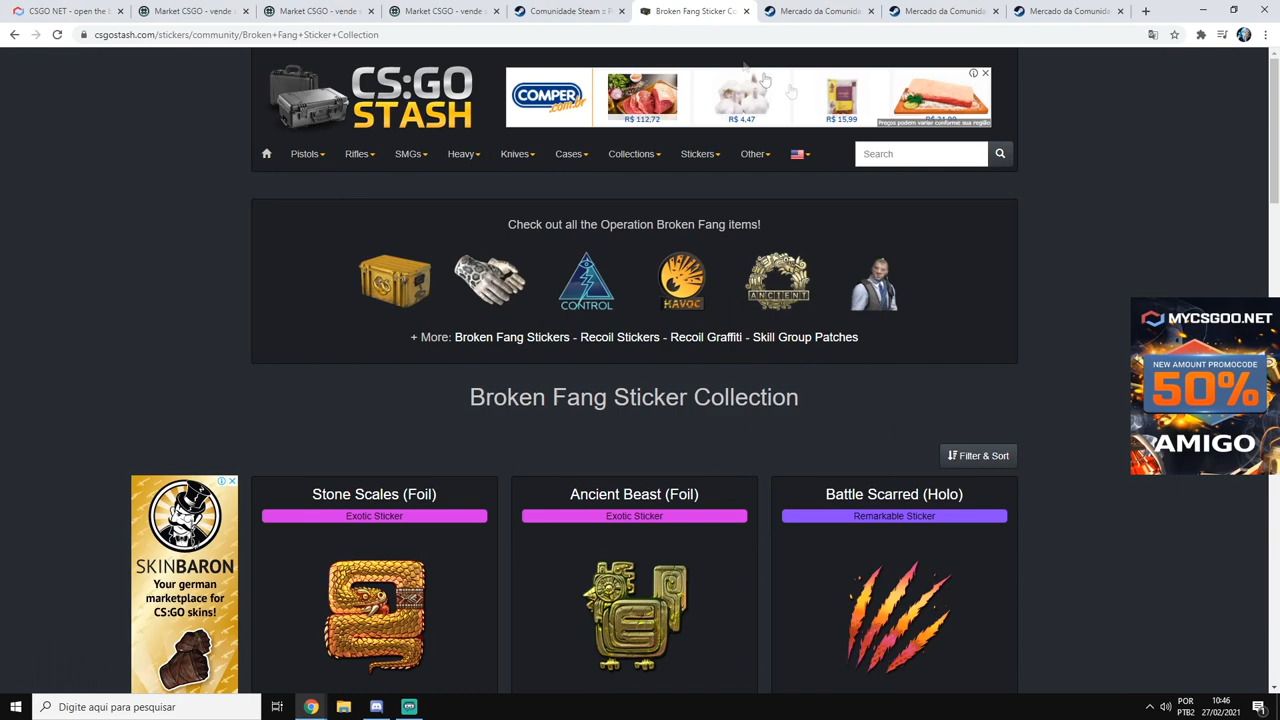 CSGO NET - open the b
Market CSGO - vende s
Market CSGO - vende s
Market CSGO - vende s
Comunidade Steam :: P
Broken Fang Sticker Co
Mercado da Comunida
Mercado da Comunida
Mercado da Comunida
csgostash.com/stickers/community/Broken+Fang+Sticker+Collection
CS:GO
STASH
COMPER
.com.br
R$ 112,72
R$ 4,47
R$ 15,99
Preços podem variar conforme sua região
Pistols
Rifles
SMGs
Heavy
Knives
Cases
Collections
Stickers
Other
Search
Check out all the Operation Broken Fang items!
CONTROL
HAVOC
ANCIENT
+ More: Broken Fang Stickers - Recoil Stickers - Recoil Graffiti - Skill Group Patches
MYCSGOO.NET
NEW AMOUNT PROMOCODE
50%
AMIGO
Broken Fang Sticker Collection
Filter & Sort
SKINBARON
Your german
marketplace for
CS:GO skins!
Stone Scales (Foil)
Exotic Sticker
Ancient Beast (Foil)
Exotic Sticker
Battle Scarred (Holo)
Remarkable Sticker
Digite aqui para pesquisar
POR
PTB2
10:46
27/02/2021